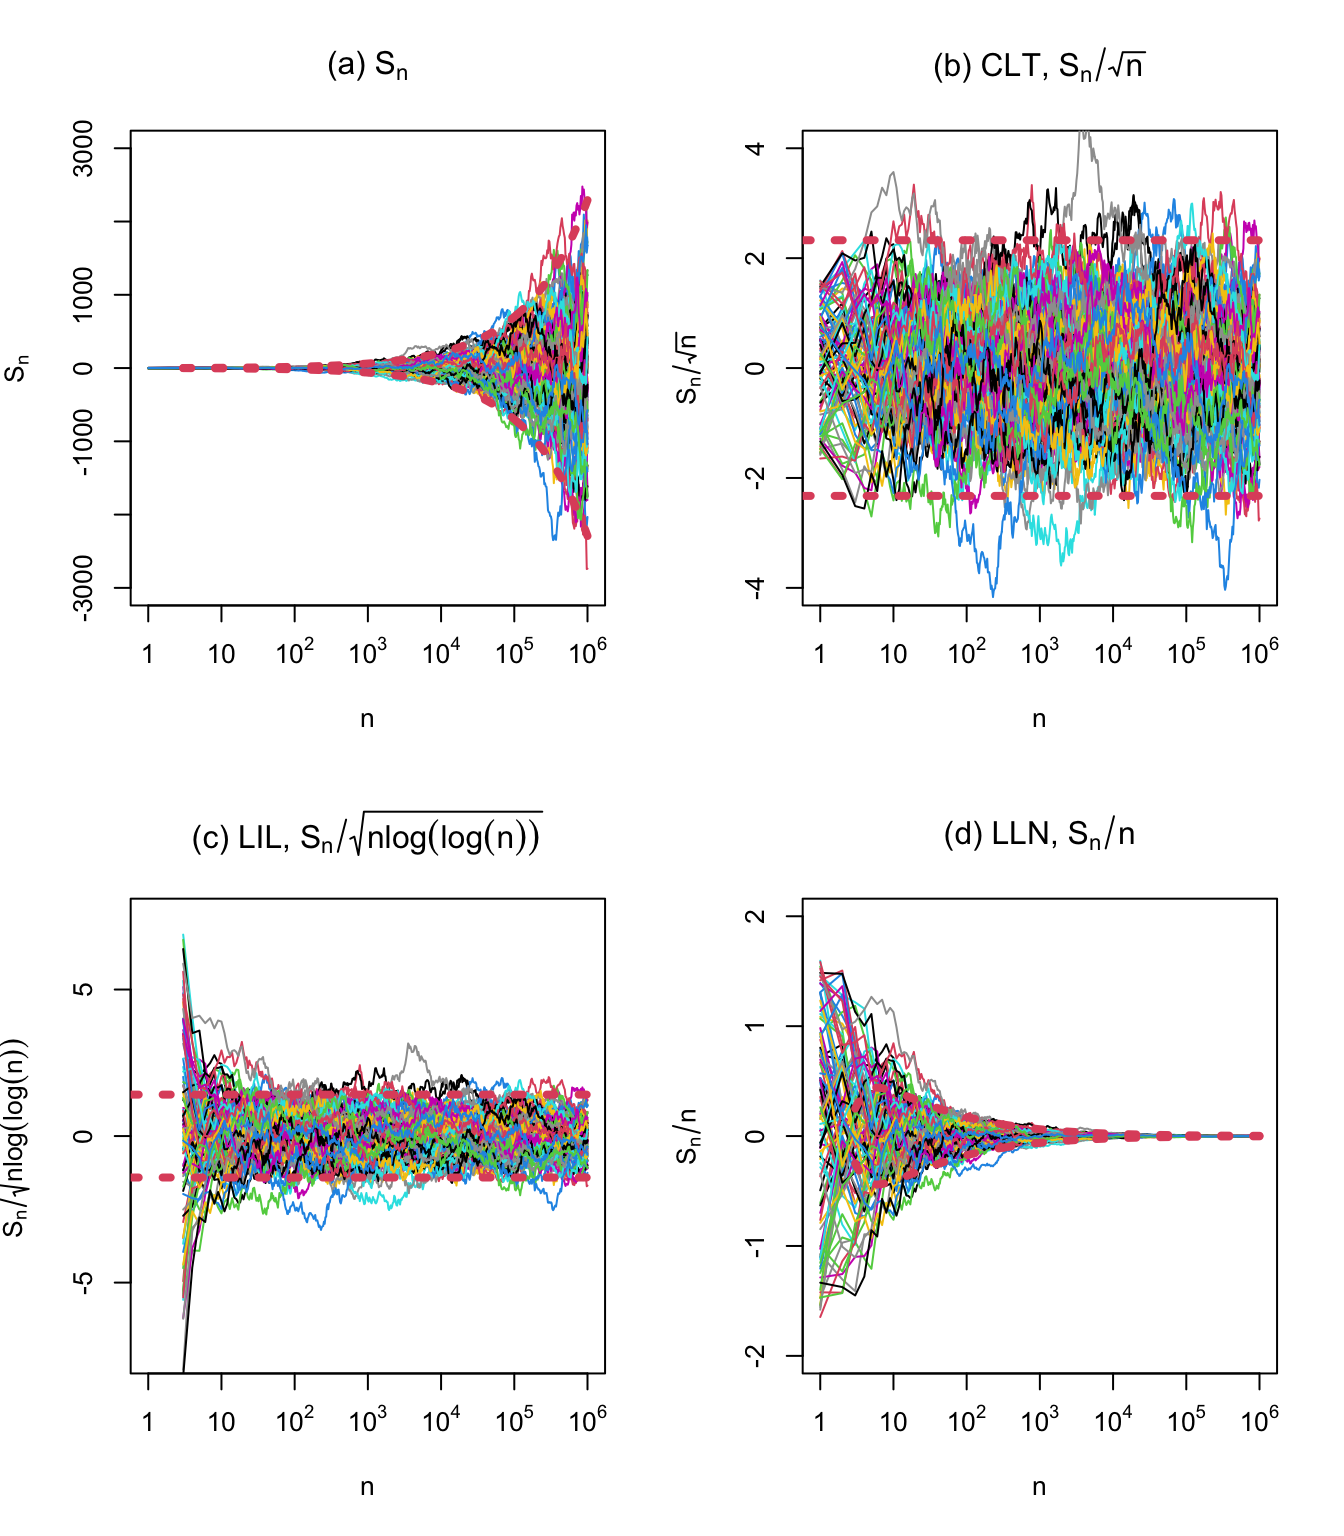 (a) Sₙ
Sₙ
3000
1000
0
-1000
-3000
1 10 10² 10³ 10⁴ 10⁵ 10⁶
n
(b) CLT, Sₙ/√n
Sₙ/√n
4
2
0
-2
-4
1 10 10² 10³ 10⁴ 10⁵ 10⁶
n
(c) LIL, Sₙ/√nlog(log(n))
Sₙ/√nlog(log(n))
5
0
-5
1 10 10² 10³ 10⁴ 10⁵ 10⁶
n
(d) LLN, Sₙ/n
Sₙ/n
2
1
0
-1
-2
1 10 10² 10³ 10⁴ 10⁵ 10⁶
n